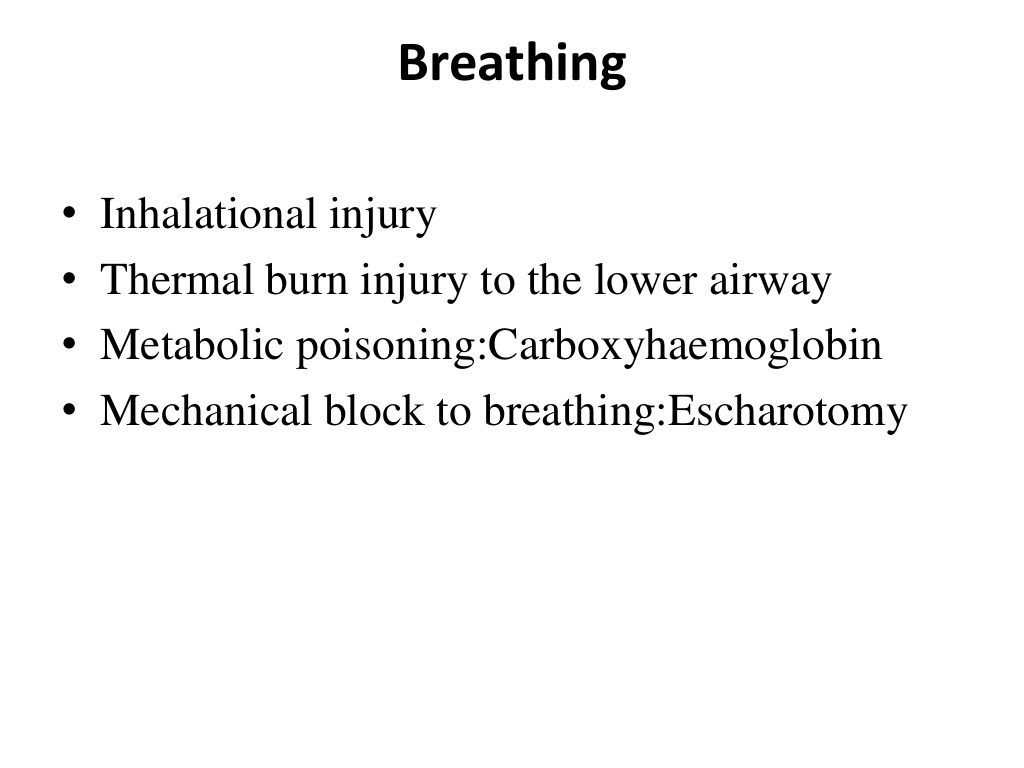 Breathing
• Inhalational injury
• Thermal burn injury to the lower airway
• Metabolic poisoning:Carboxyhaemoglobin
• Mechanical block to breathing:Escharotomy